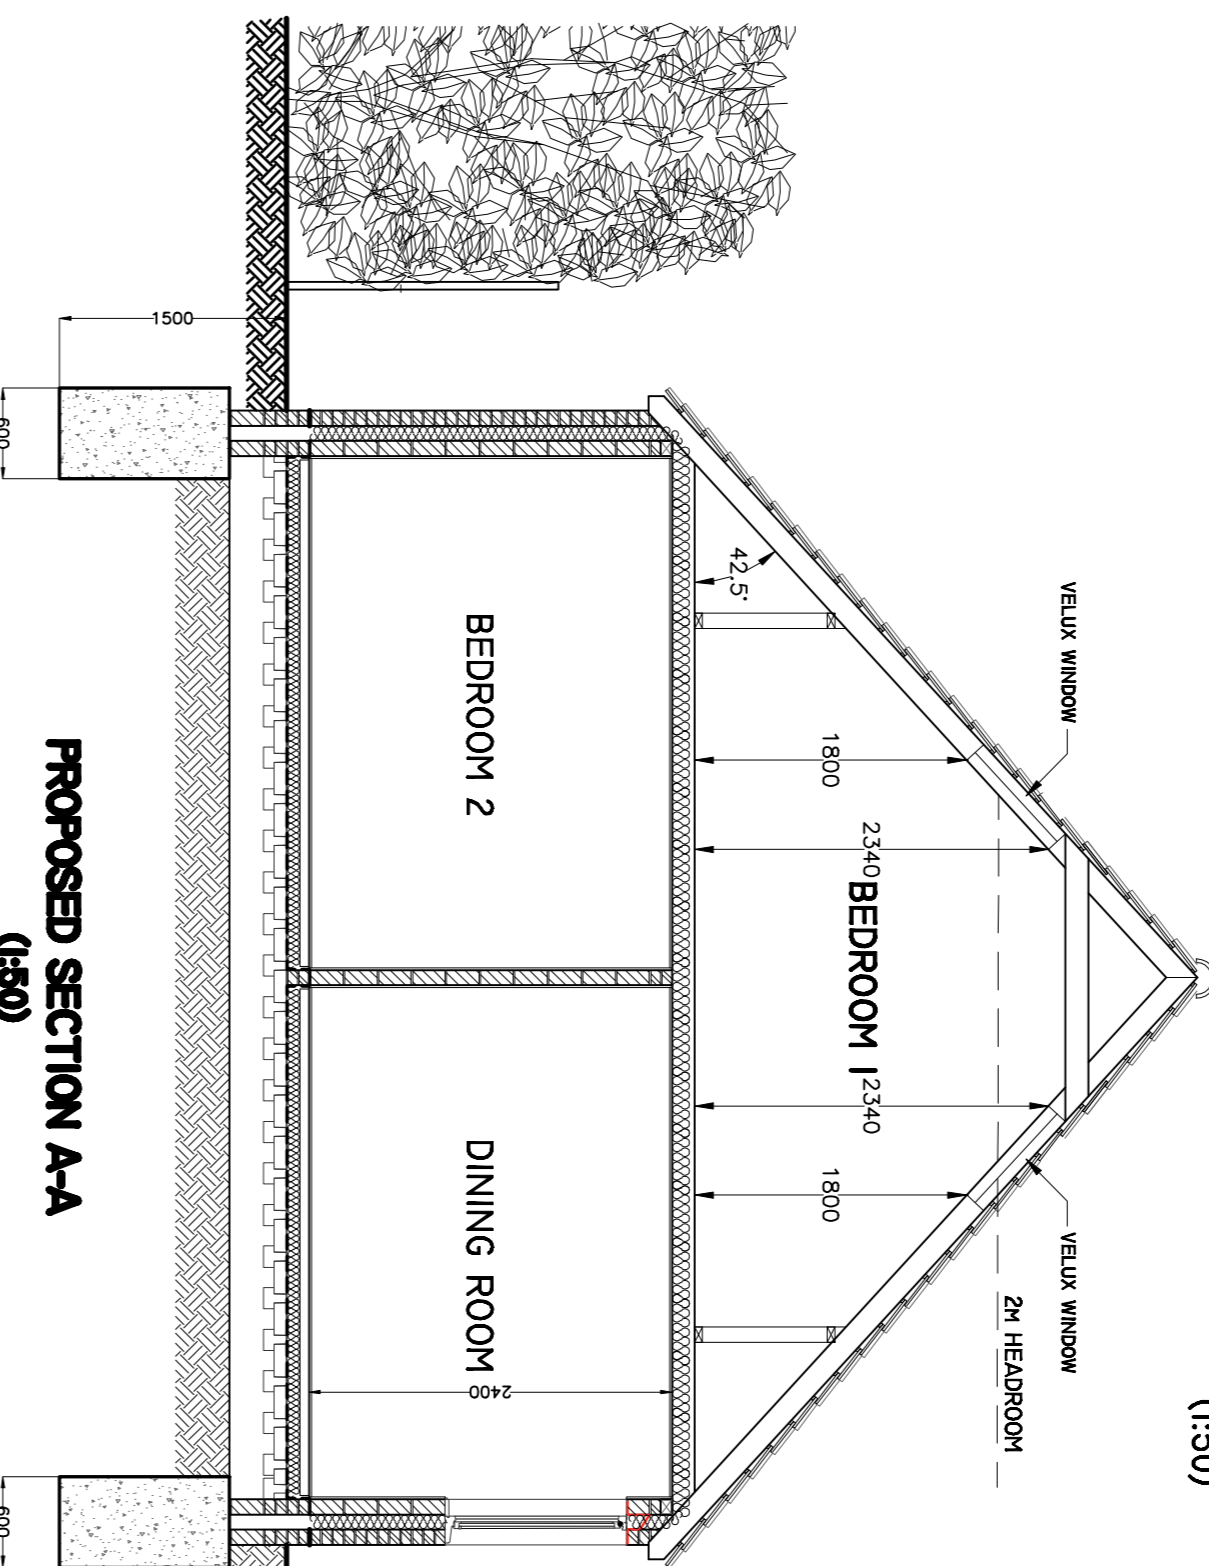 (1:50)
VELUX WINDOW
VELUX WINDOW
2M HEADROOM
2340
BEDROOM 1
2340
1800
1800
42.5°
BEDROOM 2
DINING ROOM
2400
1500
600
600
PROPOSED SECTION A-A
(1:50)